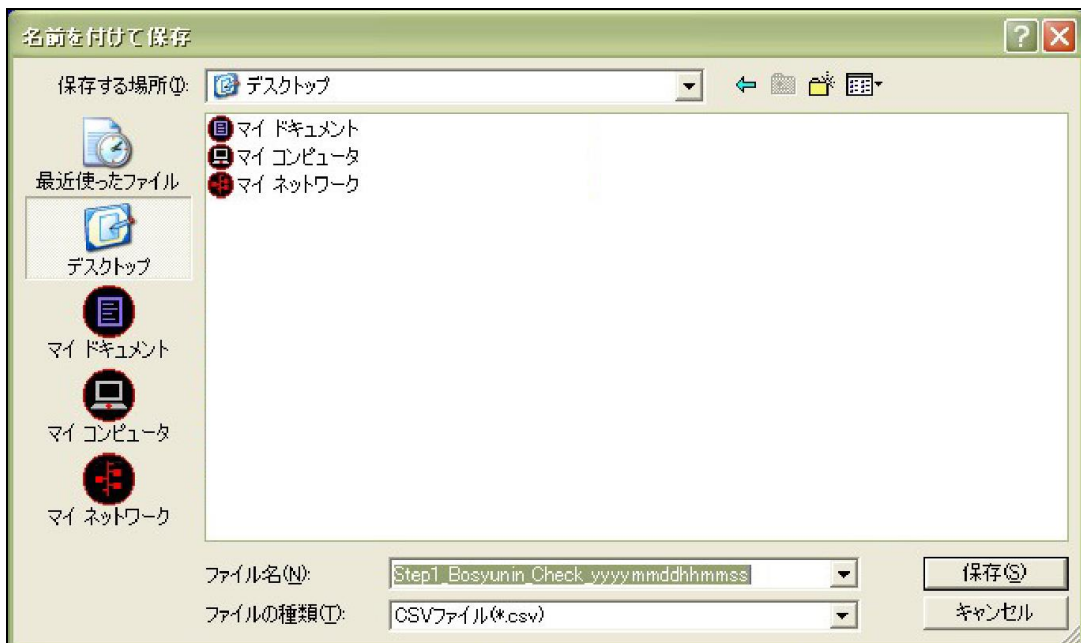 名前を付けて保存
保存する場所(I):
デスクトップ
最近使ったファイル
デスクトップ
マイ ドキュメント
マイ コンピュータ
マイ ネットワーク
マイ ドキュメント
マイ コンピュータ
マイ ネットワーク
ファイル名(N):
Step1_Bosyunin_Check_yyyymmddhhmmss
保存(S)
ファイルの種類(T):
CSVファイル(*.csv)
キャンセル